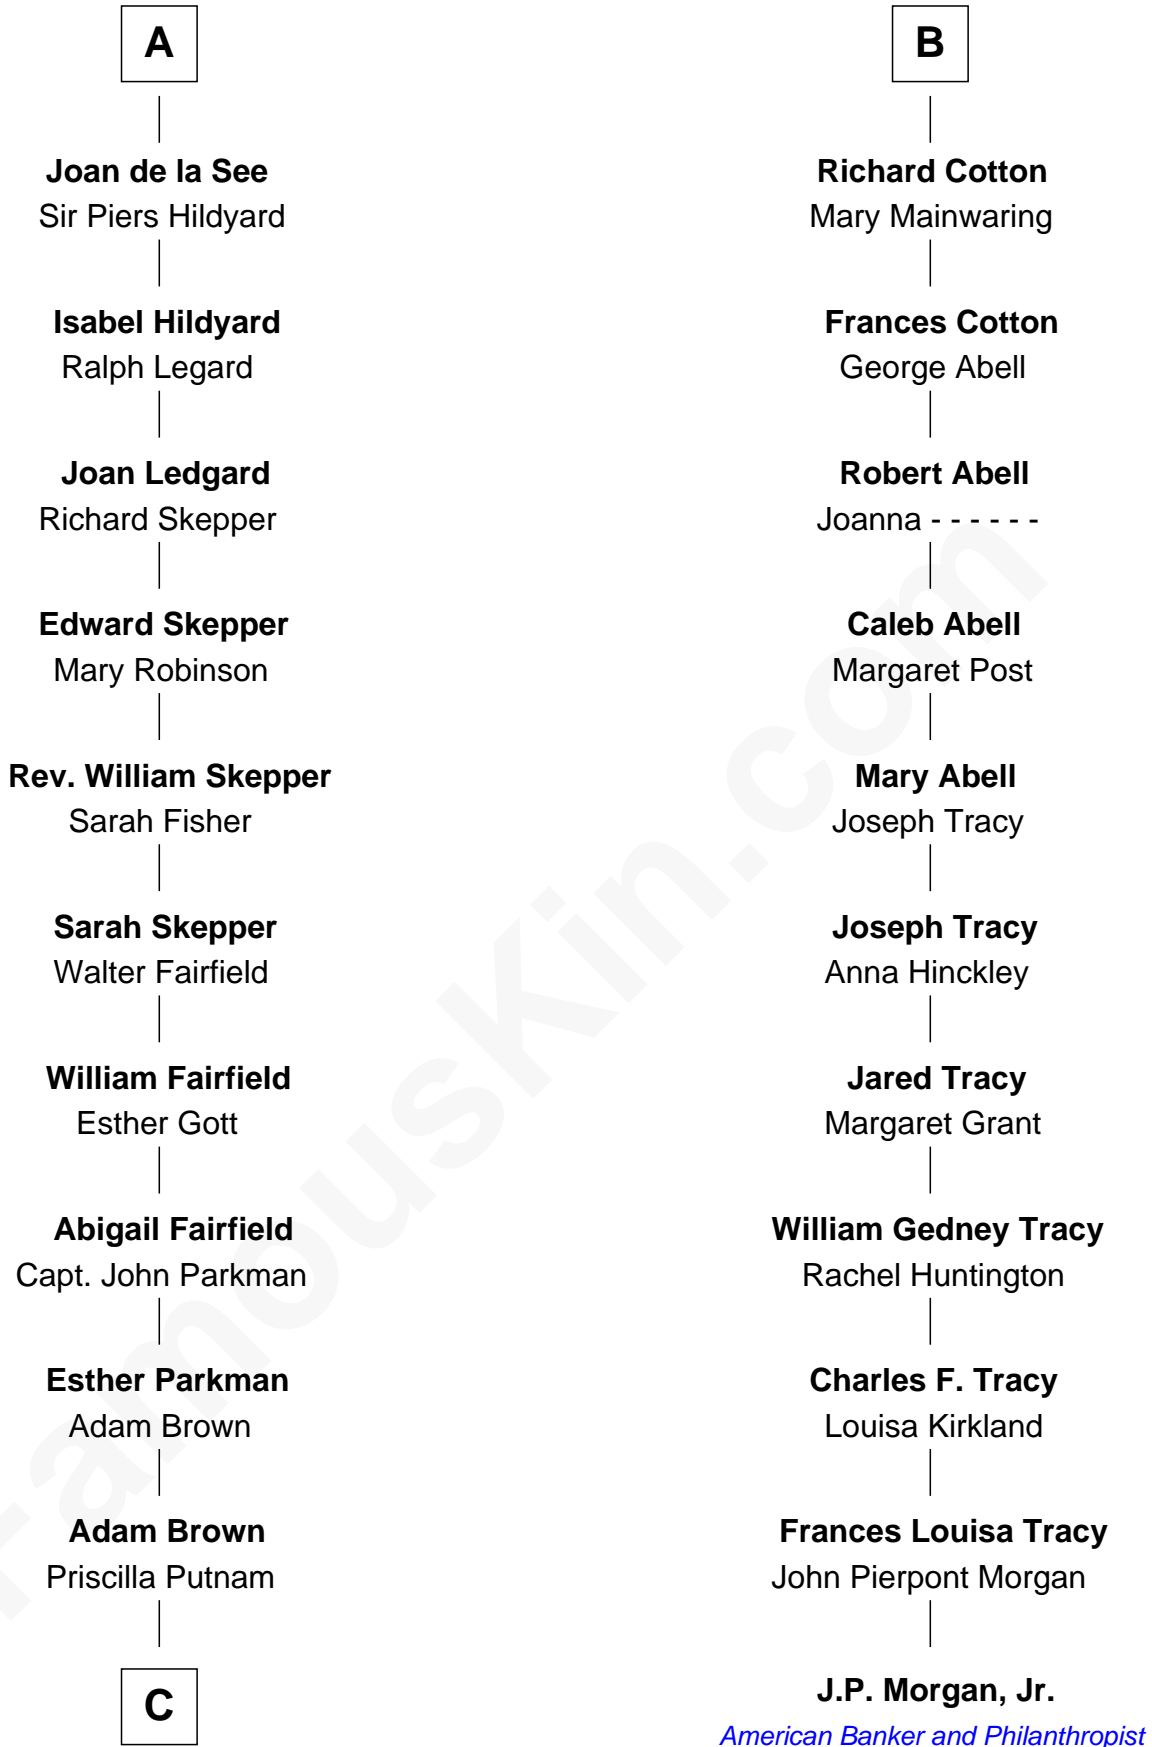 A
Joan de la See
Sir Piers Hildyard
Isabel Hildyard
Ralph Legard
Joan Ledgard
Richard Skepper
Edward Skepper
Mary Robinson
Rev. William Skepper
Sarah Fisher
Sarah Skepper
Walter Fairfield
William Fairfield
Esther Gott
Abigail Fairfield
Capt. John Parkman
Esther Parkman
Adam Brown
Adam Brown
Priscilla Putnam
C
B
Richard Cotton
Mary Mainwaring
Frances Cotton
George Abell
Robert Abell
Joanna - - - - - -
Caleb Abell
Margaret Post
Mary Abell
Joseph Tracy
Joseph Tracy
Anna Hinckley
Jared Tracy
Margaret Grant
William Gedney Tracy
Rachel Huntington
Charles F. Tracy
Louisa Kirkland
Frances Louisa Tracy
John Pierpont Morgan
J.P. Morgan, Jr.
American Banker and Philanthropist
FamousKin.com